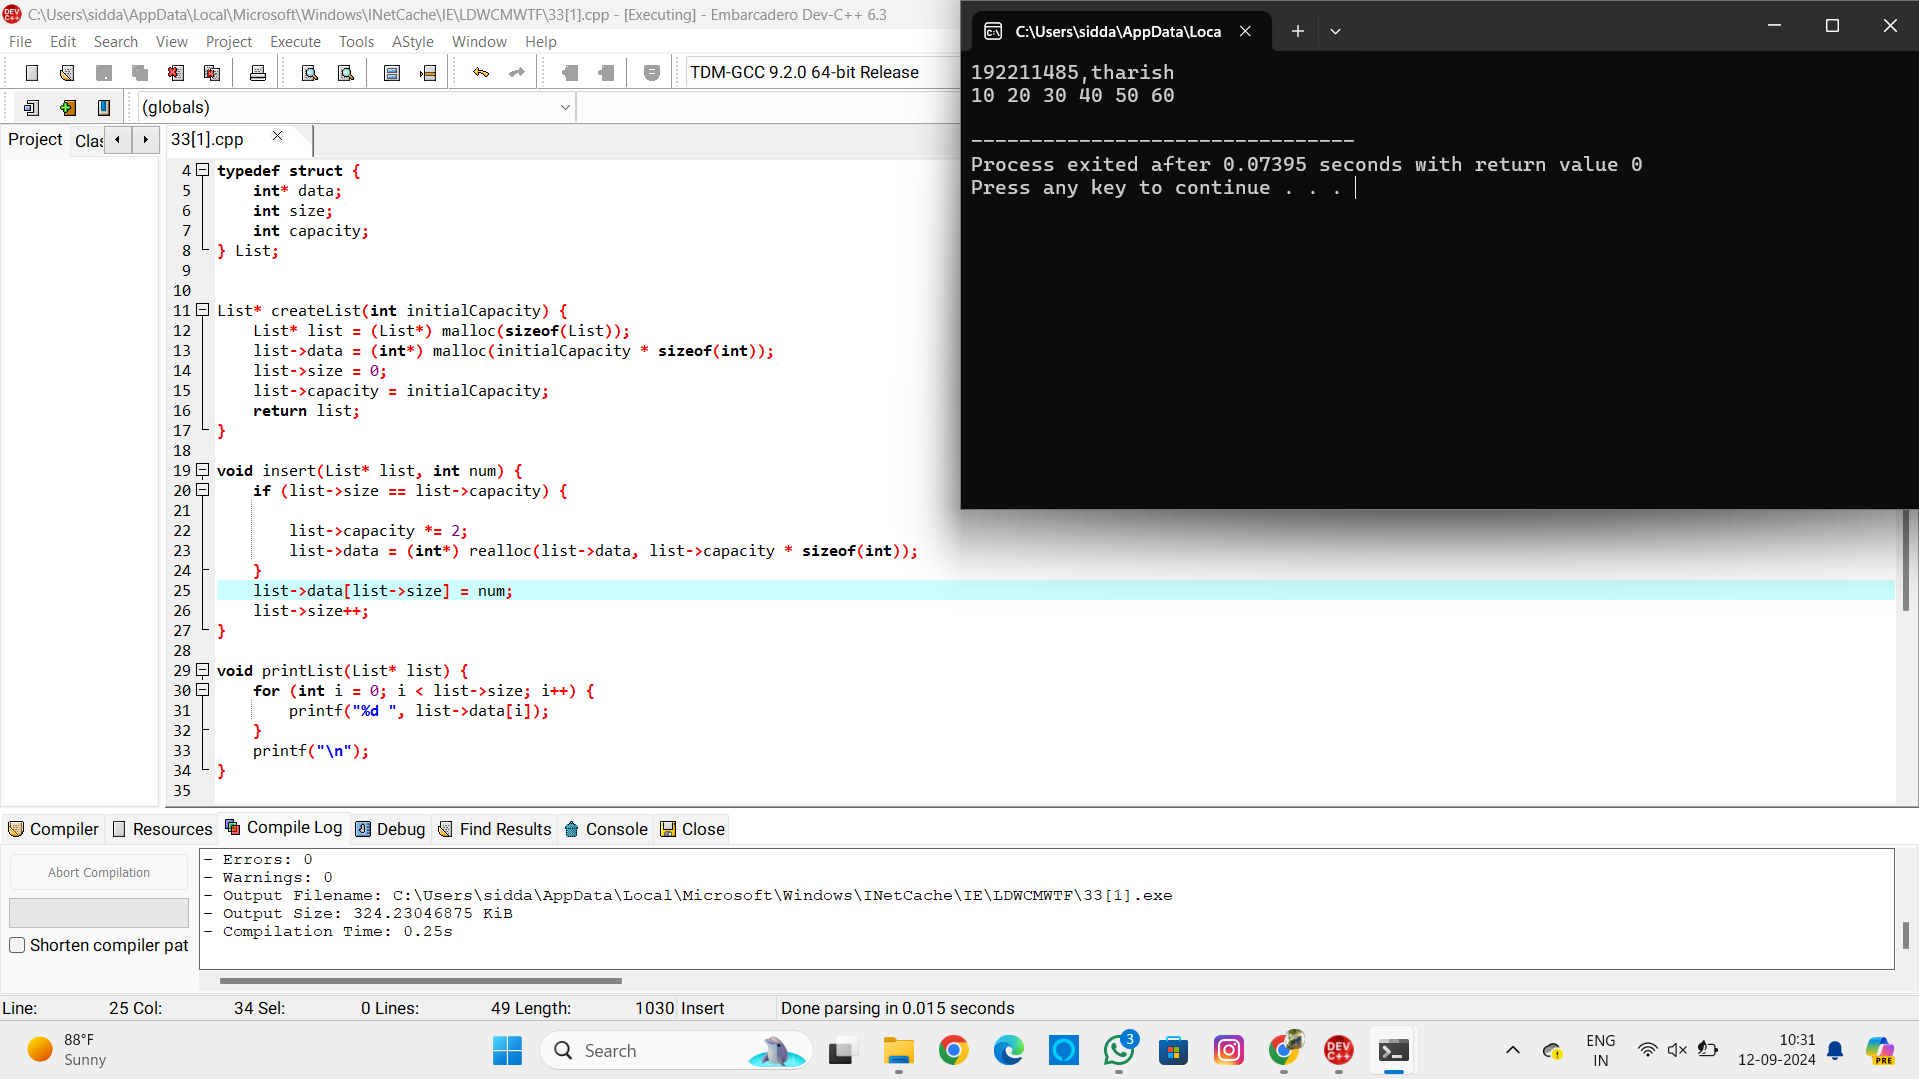 C:\Users\sidda\AppData\Local\Microsoft\Windows\INetCache\IE\LDWCMWTF\33[1].cpp - [Executing] - Embarcadero Dev-C++ 6.3
File Edit Search View Project Execute Tools AStyle Window Help
TDM-GCC 9.2.0 64-bit Release
(globals)
Project Clas
33[1].cpp
4 typedef struct {
5 int* data;
6 int size;
7 int capacity;
8 } List;
9
10
11 List* createList(int initialCapacity) {
12 List* list = (List*) malloc(sizeof(List));
13 list->data = (int*) malloc(initialCapacity * sizeof(int));
14 list->size = 0;
15 list->capacity = initialCapacity;
16 return list;
17 }
18
19 void insert(List* list, int num) {
20 if (list->size == list->capacity) {
21
22 list->capacity *= 2;
23 list->data = (int*) realloc(list->data, list->capacity * sizeof(int));
24 }
25 list->data[list->size] = num;
26 list->size++;
27 }
28
29 void printList(List* list) {
30 for (int i = 0; i < list->size; i++) {
31 printf("%d ", list->data[i]);
32 }
33 printf("\n");
34 }
35
C:\Users\sidda\AppData\Loca
192211485,tharish
10 20 30 40 50 60
--------------------------------
Process exited after 0.07395 seconds with return value 0
Press any key to continue . . .
Compiler Resources Compile Log Debug Find Results Console Close
Abort Compilation
Shorten compiler pat
- Errors: 0
- Warnings: 0
- Output Filename: C:\Users\sidda\AppData\Local\Microsoft\Windows\INetCache\IE\LDWCMWTF\33[1].exe
- Output Size: 324.23046875 KiB
- Compilation Time: 0.25s
Line: 25 Col: 34 Sel: 0 Lines: 49 Length: 1030 Insert Done parsing in 0.015 seconds
88°F
Sunny
Search
3
DEV C++
ENG
IN
10:31
12-09-2024
PRE